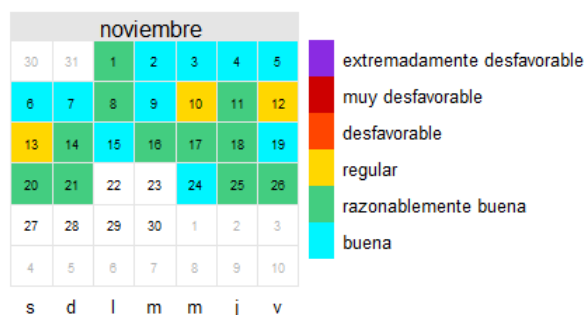 noviembre
30 31 1 2 3 4 5
6 7 8 9 10 11 12
13 14 15 16 17 18 19
20 21 22 23 24 25 26
27 28 29 30 1 2 3
4 5 6 7 8 9 10
s d l m m j v
extremadamente desfavorable
muy desfavorable
desfavorable
regular
razonablemente buena
buena